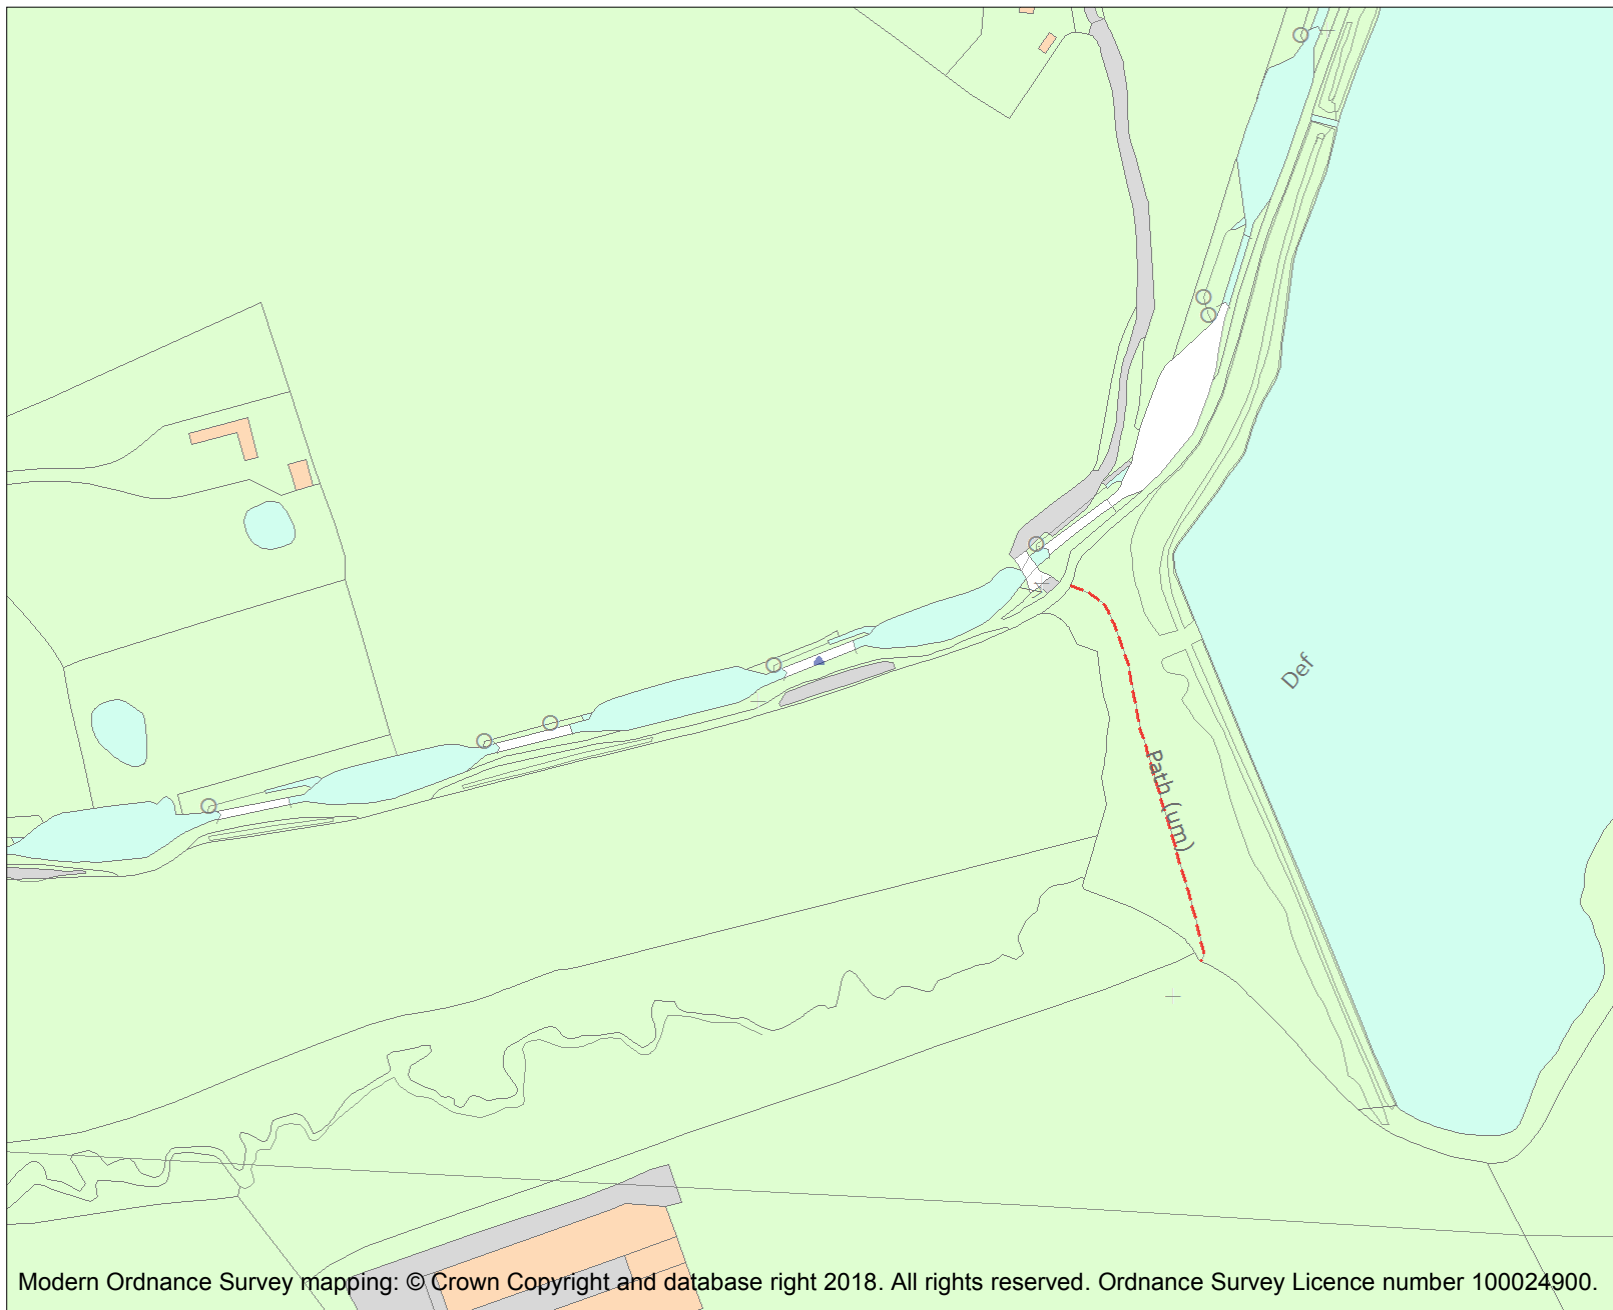 Def
Path (um)
Modern Ordnance Survey mapping: © Crown Copyright and database right 2018. All rights reserved. Ordnance Survey Licence number 100024900.